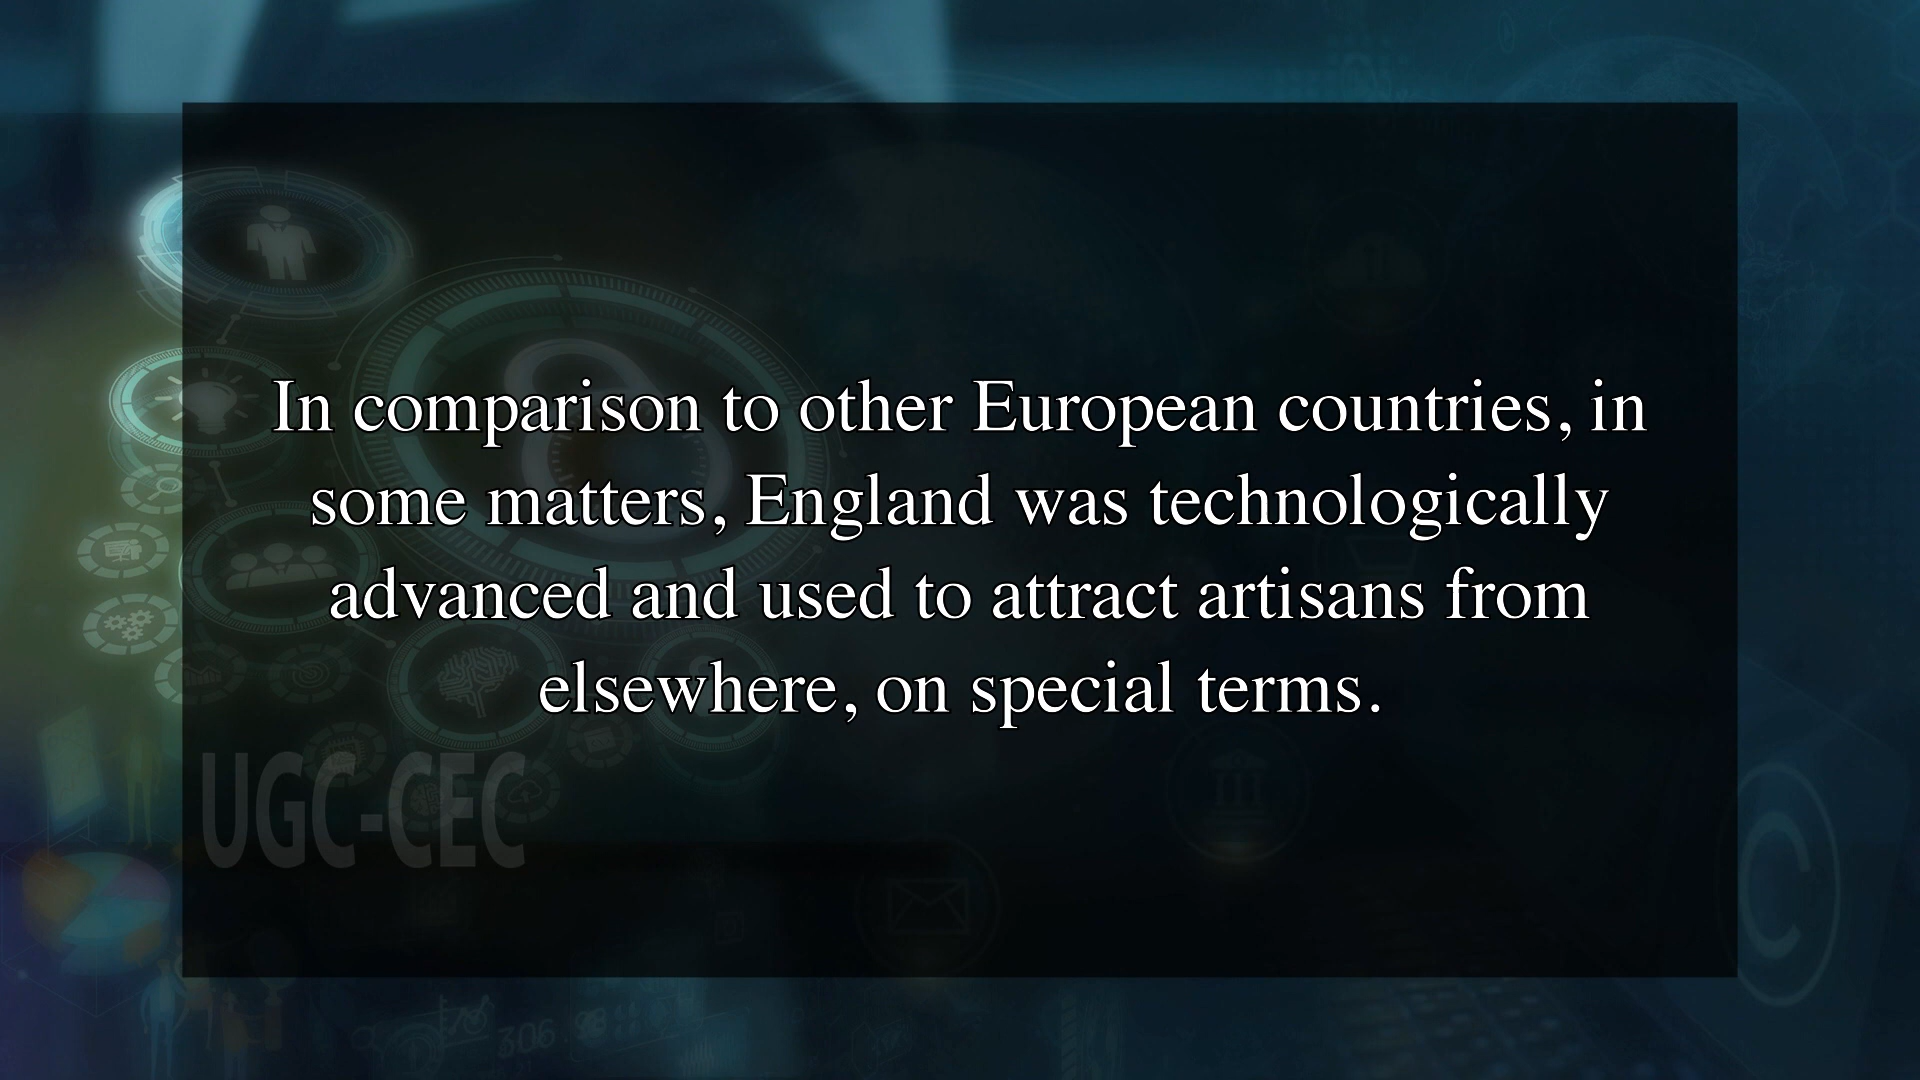 In comparison to other European countries, in
some matters, England was technologically
advanced and used to attract artisans from
elsewhere, on special terms.
UGC-CEC
C
306